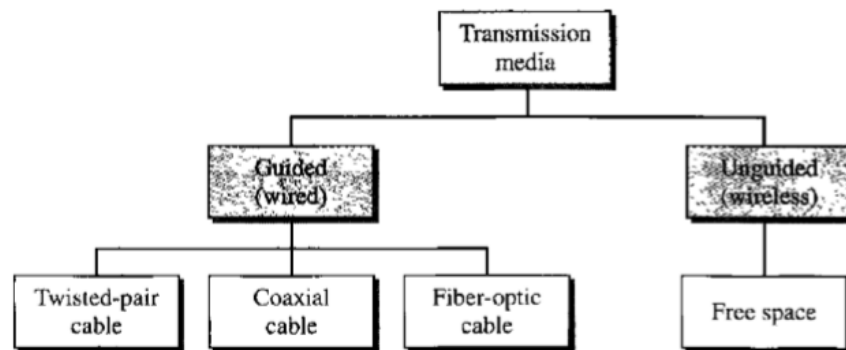 Transmission
media
Guided
(wired)
Unguided
(wireless)
Twisted-pair
cable
Coaxial
cable
Fiber-optic
cable
Free space